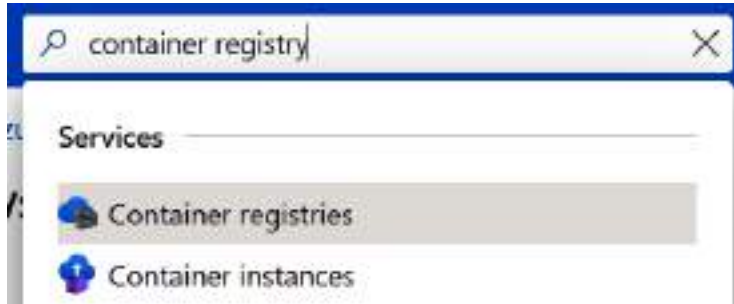 container registry
Services
Container registries
Container instances